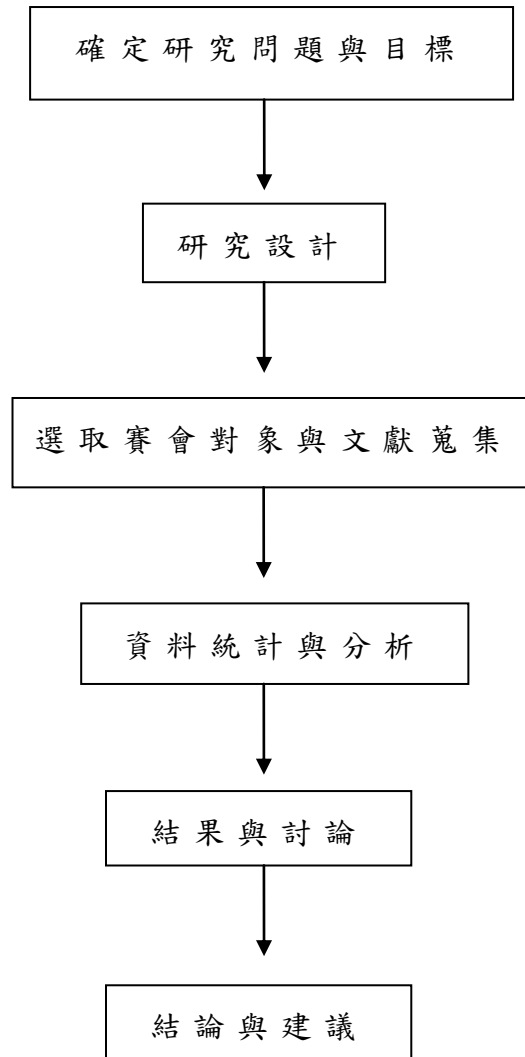 確定研究問題與目標
研究設計
選取賽會對象與文獻蒐集
資料統計與分析
結果與討論
結論與建議